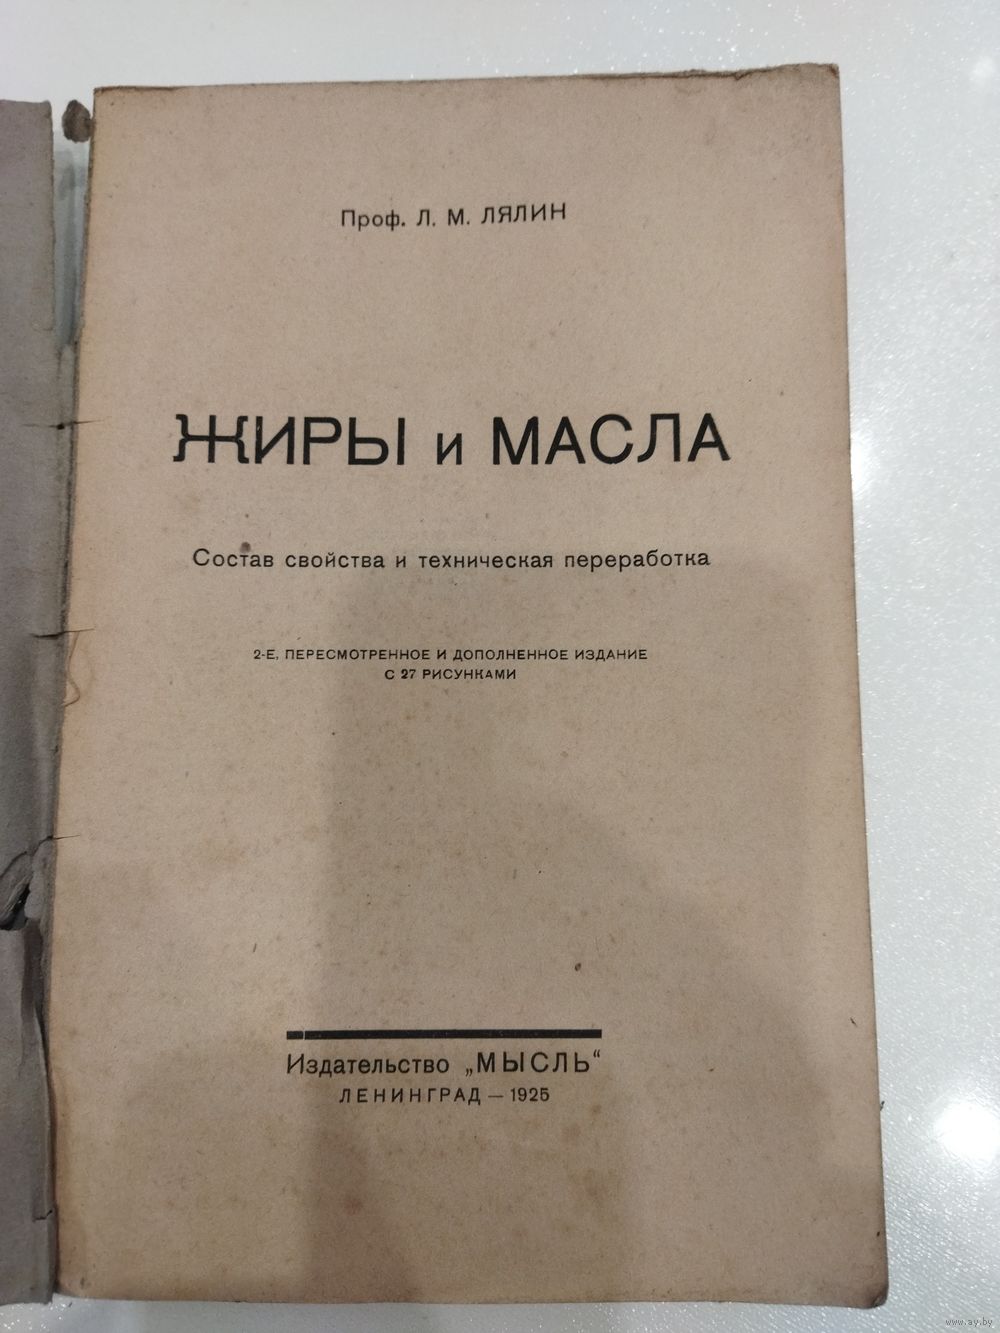 Проф. Л. М. ЛЯЛИН
ЖИРЫ и МАСЛА
Состав свойства и техническая переработка
2-Е, ПЕРЕСМОТРЕННОЕ И ДОПОЛНЕННОЕ ИЗДАНИЕ
С 27 РИСУНКАМИ
Издательство „МЫСЛЬ“
ЛЕНИНГРАД — 1925
www.ay.by